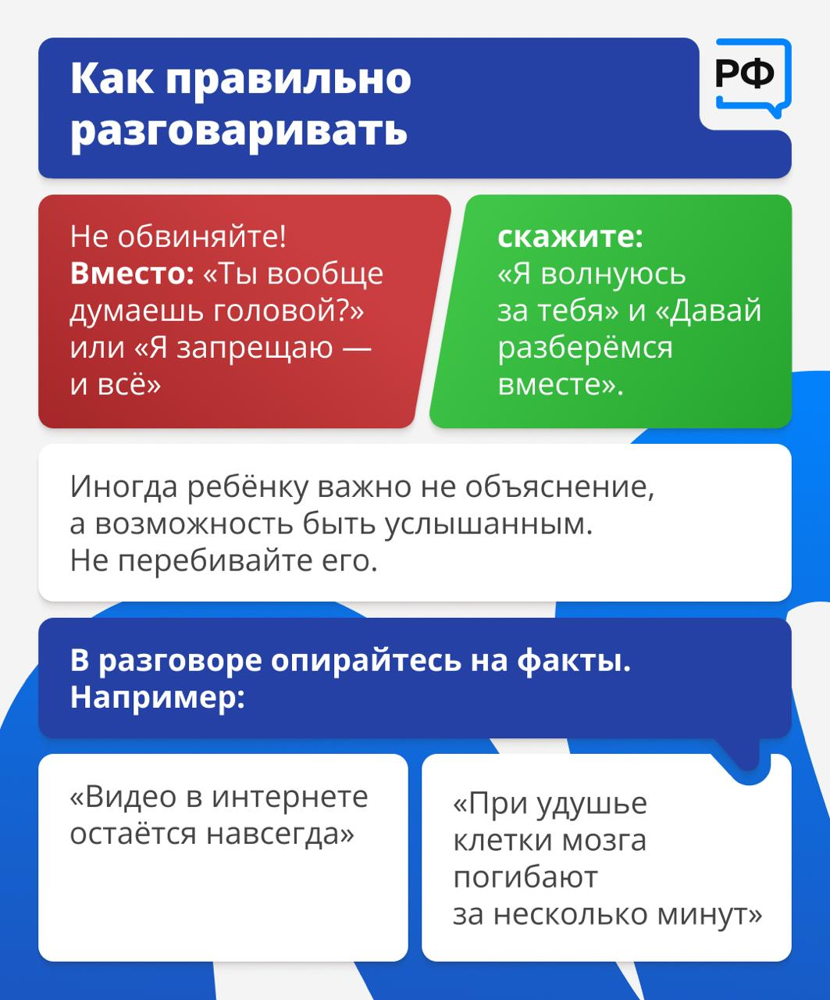 Как правильно
разговаривать
РФ
Не обвиняйте!
Вместо: «Ты вообще
думаешь головой?»
или «Я запрещаю —
и всё»
скажите:
«Я волнуюсь
за тебя» и «Давай
разберёмся
вместе».
Иногда ребёнку важно не объяснение,
а возможность быть услышанным.
Не перебивайте его.
В разговоре опирайтесь на факты.
Например:
«Видео в интернете
остаётся навсегда»
«При удушье
клетки мозга
погибают
за несколько минут»